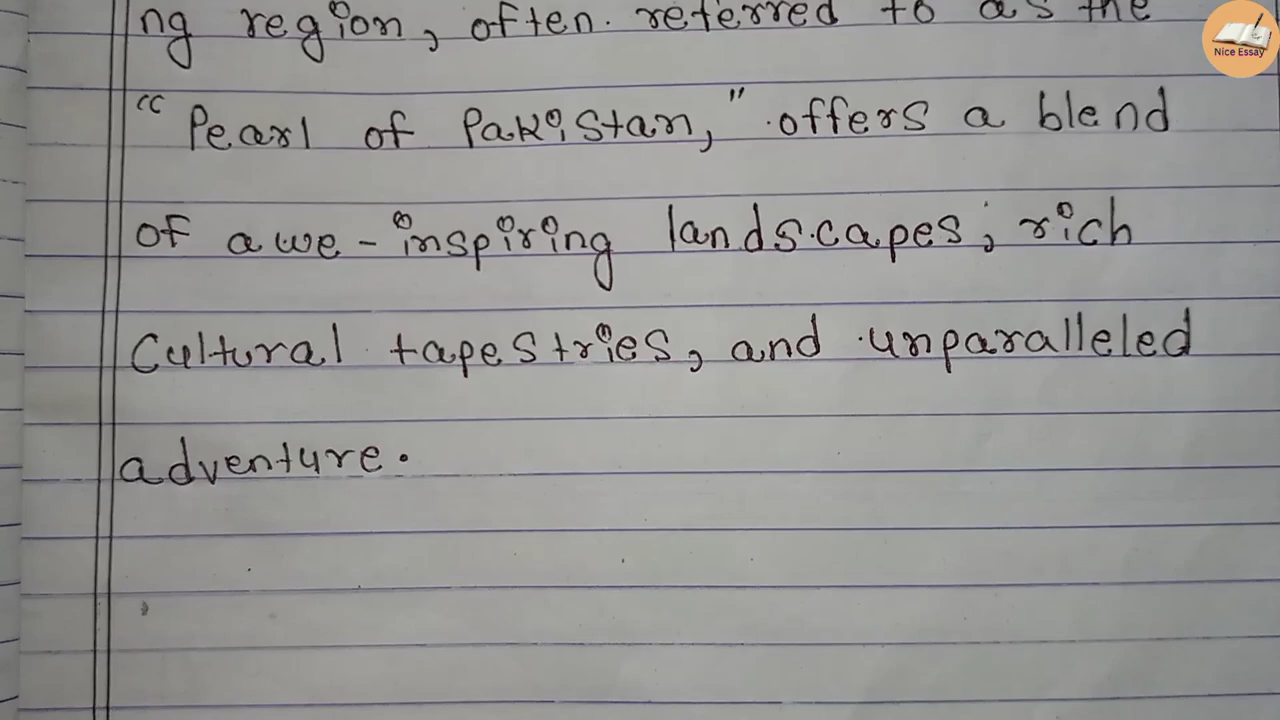 ng region, often referred to as the
" Pearl of Pakistan," offers a blend
of awe-inspiring landscapes, rich
Cultural tapestries, and unparalleled
adventure.
Nice Essay